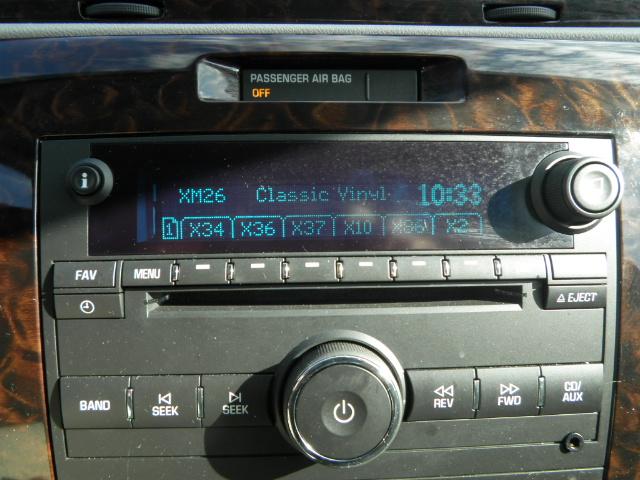 PASSENGER AIR BAG
OFF
XM26 Classic Vinyl 10:33
1 X34 X36 X37 X10 X2
FAV MENU
EJECT
BAND SEEK SEEK REV FWD CD/
AUX